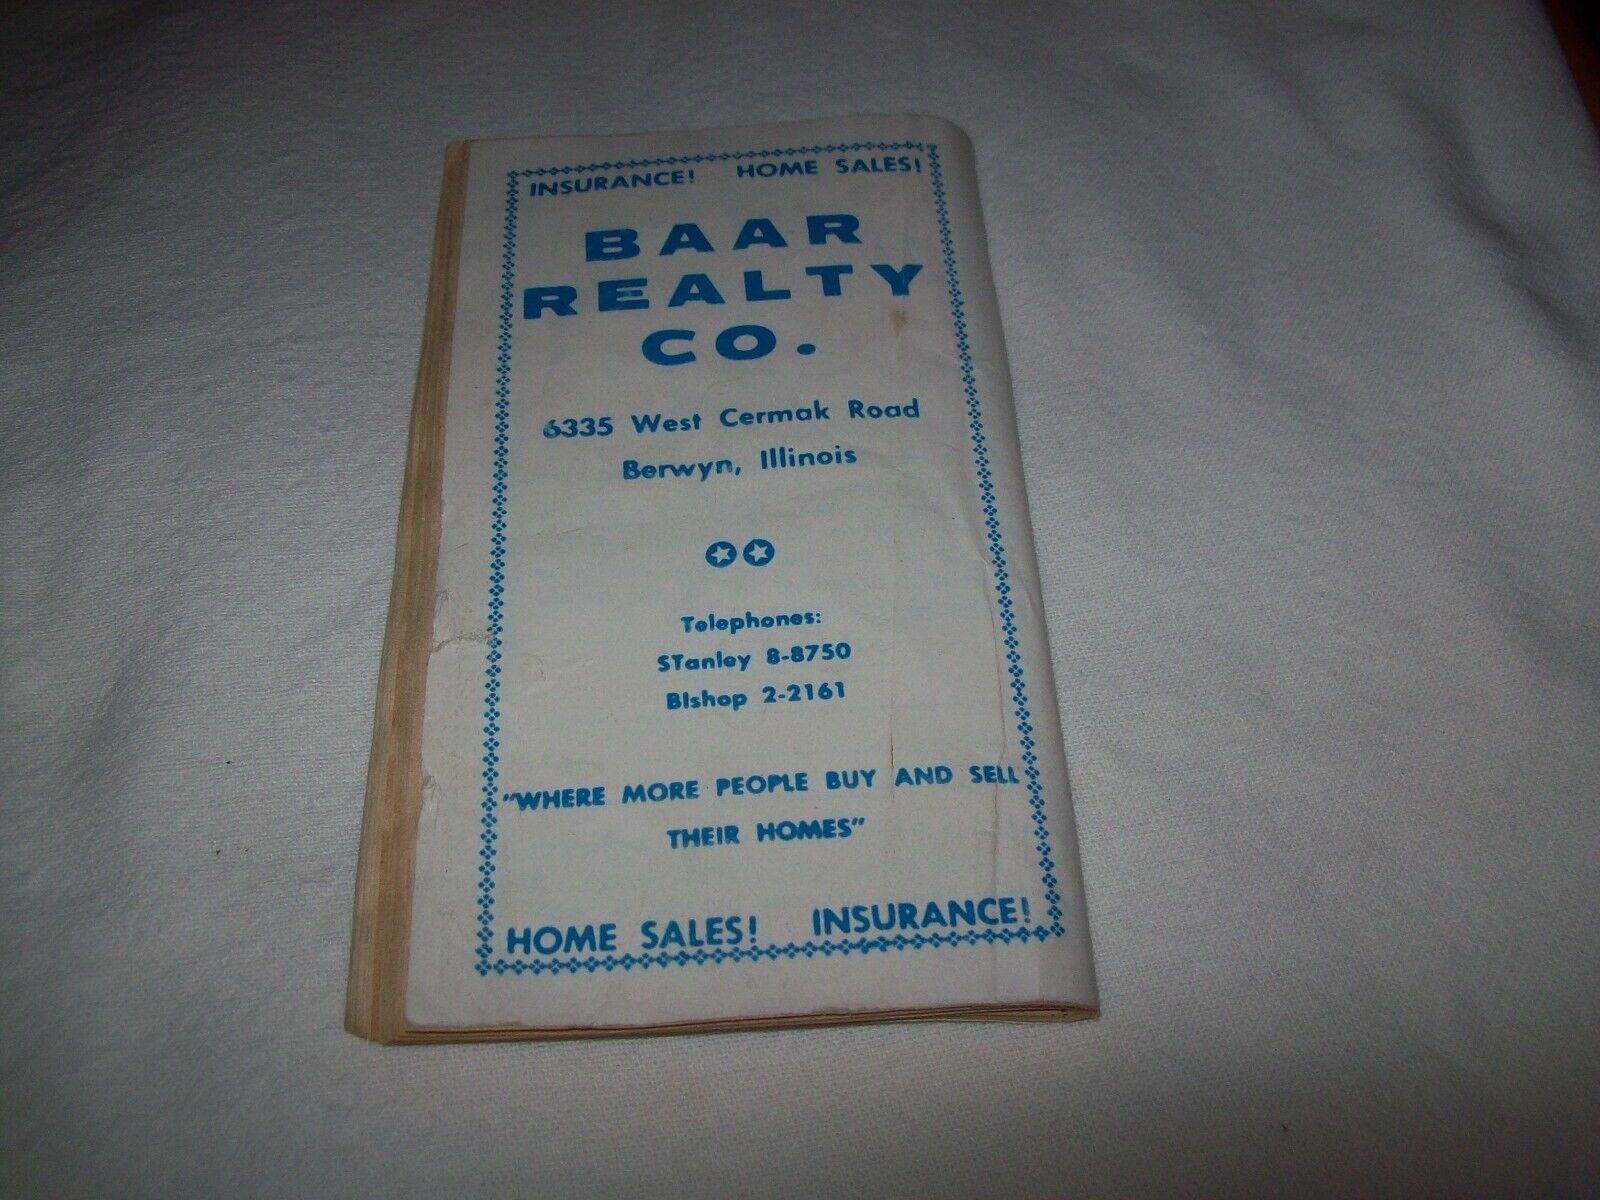 INSURANCE! HOME SALES!
BAAR
REALTY
CO.
6335 West Cermak Road
Berwyn, Illinois
Telephones:
STanley 8-8750
BIshop 2-2161
"WHERE MORE PEOPLE BUY AND SELL
THEIR HOMES"
HOME SALES! INSURANCE!